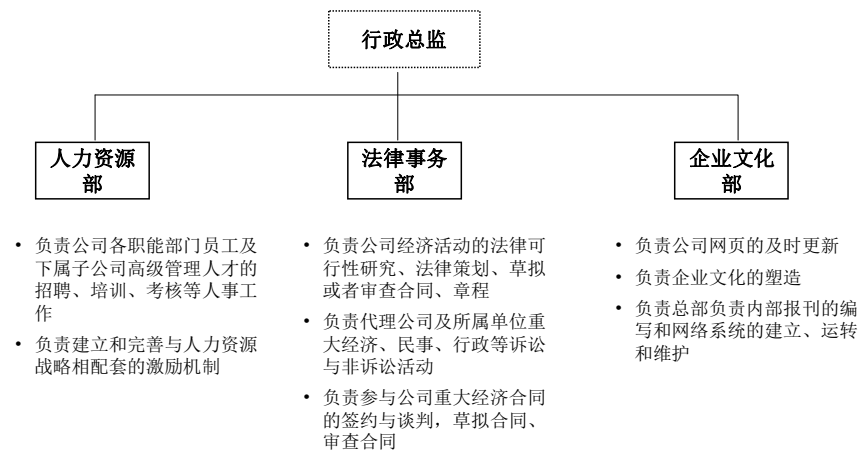 行政总监
人力资源
部
法律事务
部
企业文化
部
• 负责公司各职能部门员工及
下属子公司高级管理人才的
招聘、培训、考核等人事工
作
• 负责建立和完善与人力资源
战略相配套的激励机制
• 负责公司经济活动的法律可
行性研究、法律策划、草拟
或者审查合同、章程
• 负责代理公司及所属单位重
大经济、民事、行政等诉讼
与非诉讼活动
• 负责参与公司重大经济合同
的签约与谈判，草拟合同、
审查合同
• 负责公司网页的及时更新
• 负责企业文化的塑造
• 负责总部负责内部报刊的编
写和网络系统的建立、运转
和维护